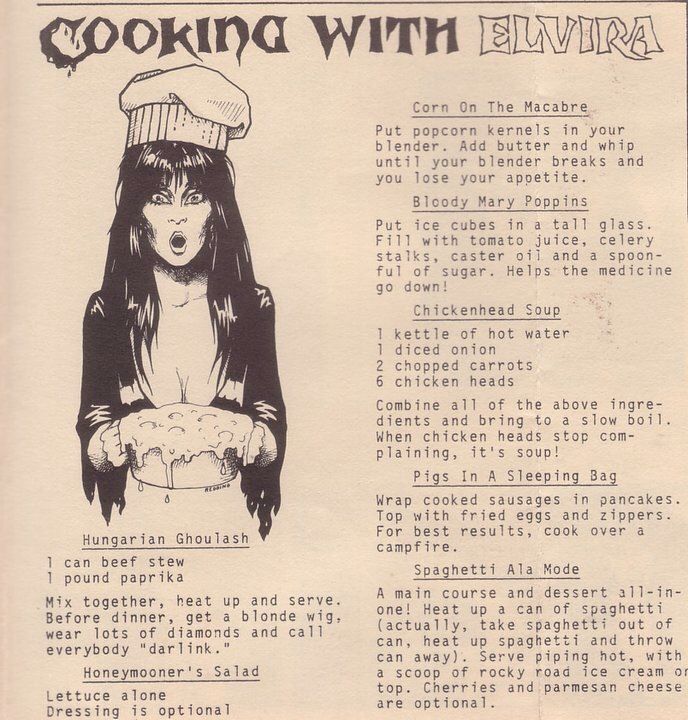 COOKING WITH ELVIRA
REDDING
Hungarian Ghoulash
1 can beef stew
1 pound paprika
Mix together, heat up and serve.
Before dinner, get a blonde wig,
wear lots of diamonds and call
everybody "darlink."
Honeymooner's Salad
Lettuce alone
Dressing is optional
Corn On The Macabre
Put popcorn kernels in your
blender. Add butter and whip
until your blender breaks and
you lose your appetite.
Bloody Mary Poppins
Put ice cubes in a tall glass.
Fill with tomato juice, celery
stalks, caster oil and a spoon-
ful of sugar. Helps the medicine
go down!
Chickenhead Soup
1 kettle of hot water
1 diced onion
2 chopped carrots
6 chicken heads
Combine all of the above ingre-
dients and bring to a slow boil.
When chicken heads stop com-
plaining, it's soup!
Pigs In A Sleeping Bag
Wrap cooked sausages in pancakes.
Top with fried eggs and zippers.
For best results, cook over a
campfire.
Spaghetti Ala Mode
A main course and dessert all-in-
one! Heat up a can of spaghetti
(actually, take spaghetti out of
can, heat up spaghetti and throw
can away). Serve piping hot, with
a scoop of rocky road ice cream on
top. Cherries and parmesan cheese
are optional.